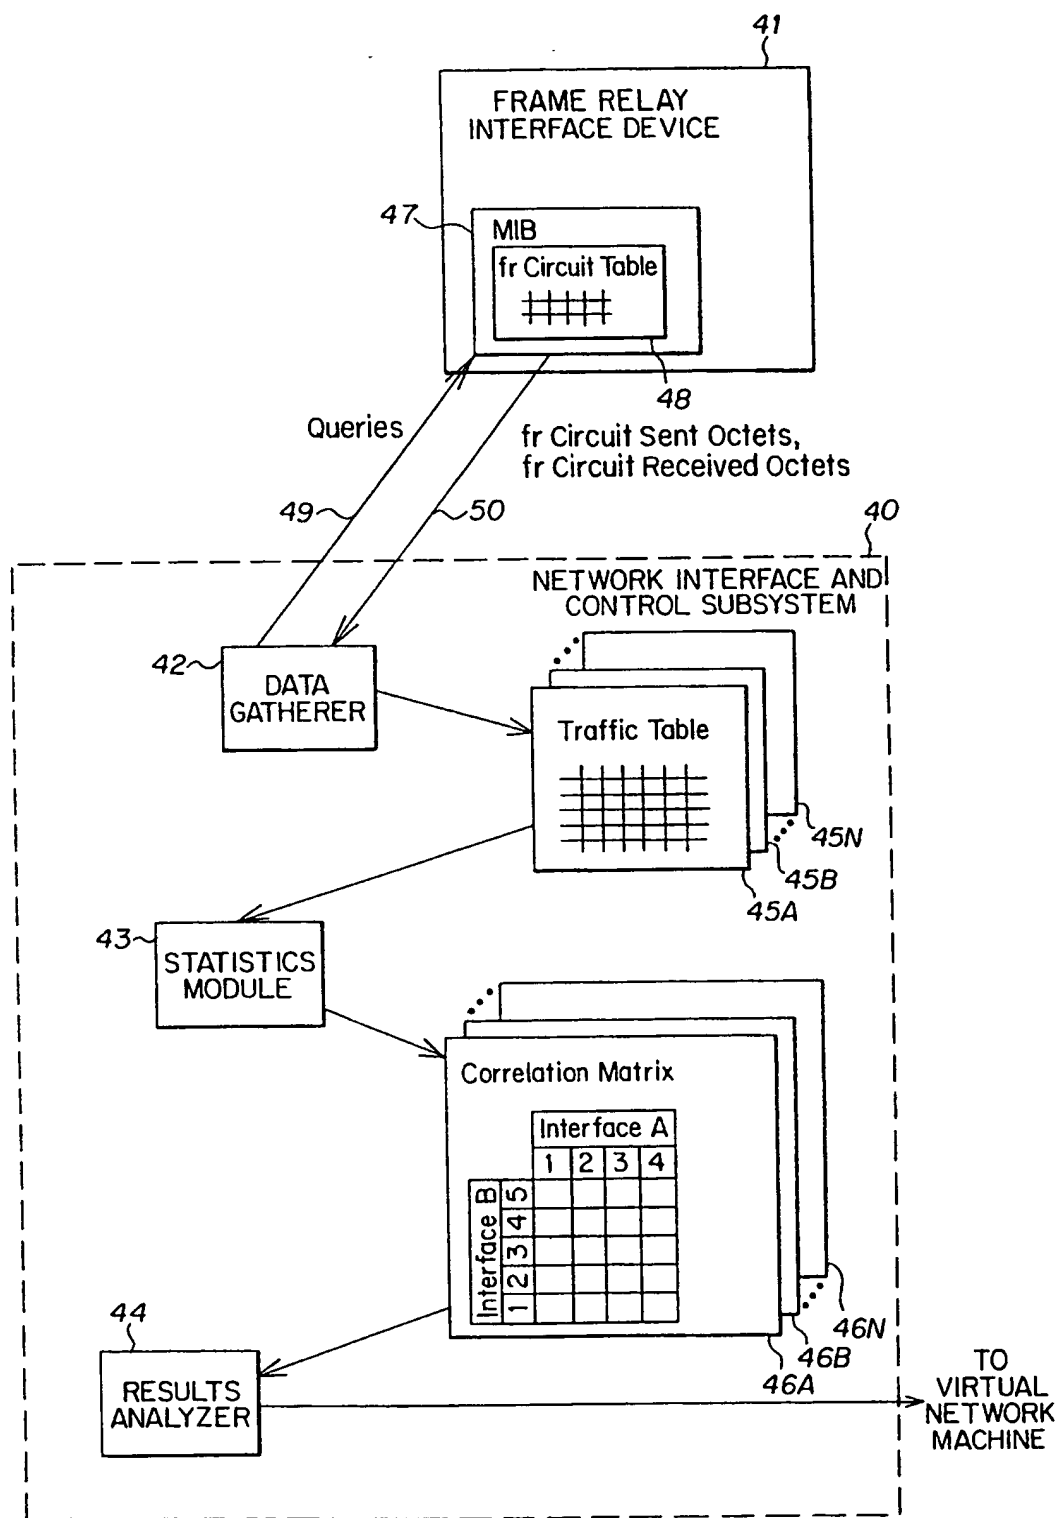 41
FRAME RELAY
INTERFACE DEVICE
47
MIB
fr Circuit Table
48
Queries
fr Circuit Sent Octets,
fr Circuit Received Octets
49
50
40
NETWORK INTERFACE AND
CONTROL SUBSYSTEM
42
DATA
GATHERER
Traffic Table
45N
45B
45A
43
STATISTICS
MODULE
Correlation Matrix
Interface A
1 2 3 4
Interface B
1 2 3 4 5
46N
46B
46A
44
RESULTS
ANALYZER
TO
VIRTUAL
NETWORK
MACHINE